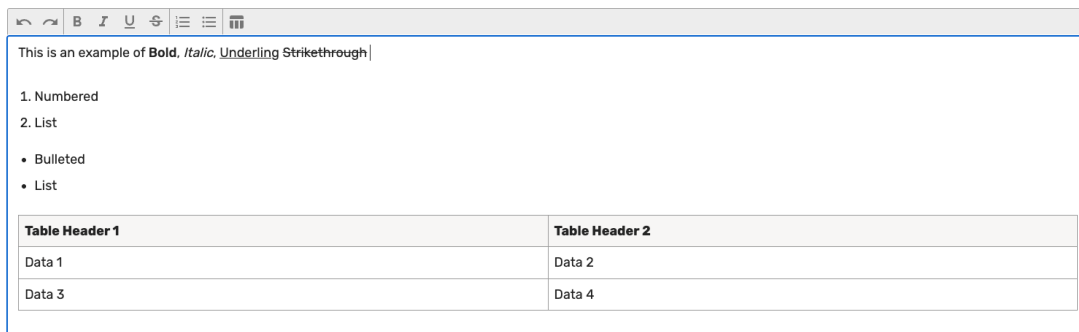 This is an example of Bold, Italic, Underling Strikethrough
1. Numbered
2. List
• Bulleted
• List
Table Header 1 Table Header 2
Data 1 Data 2
Data 3 Data 4